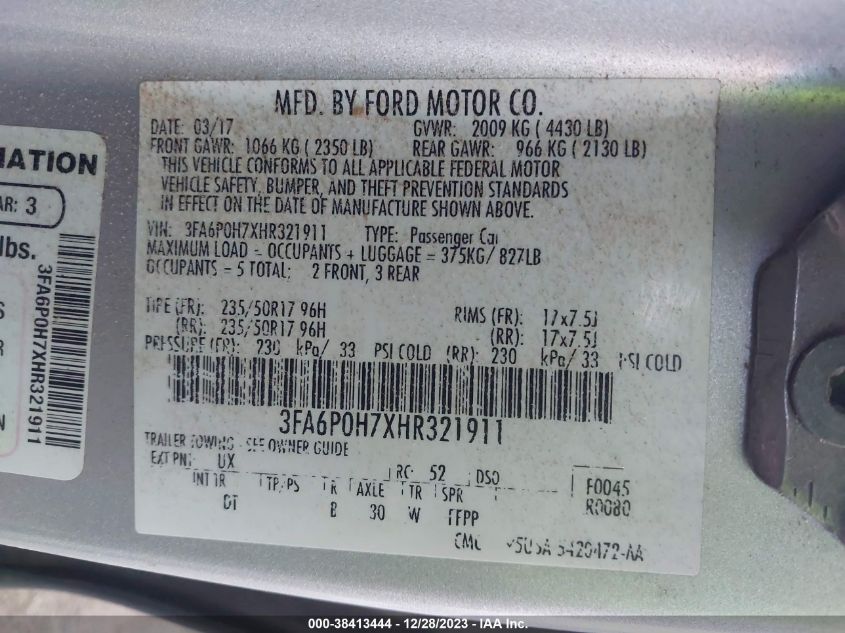 MFD. BY FORD MOTOR CO.
DATE: 03/17 GVWR: 2009 KG ( 4430 LB)
FRONT GAWR: 1066 KG ( 2350 LB) REAR GAWR: 966 KG ( 2130 LB)
THIS VEHICLE CONFORMS TO ALL APPLICABLE FEDERAL MOTOR
VEHICLE SAFETY, BUMPER, AND THEFT PREVENTION STANDARDS
IN EFFECT ON THE DATE OF MANUFACTURE SHOWN ABOVE.
VIN: 3FA6P0H7XHR321911 TYPE: Passenger Car
MAXIMUM LOAD = OCCUPANTS + LUGGAGE = 375KG/ 827LB
OCCUPANTS = 5 TOTAL: 2 FRONT, 3 REAR
TIRE (FR): 235/50R17 96H RIMS (FR): 17x7.5J
(RR): 235/50R17 96H (RR): 17x7.5J
PRESSURE (FR): 230 kPa/ 33 PSI COLD (RR): 230 kPa/ 33 PSI COLD
3FA6P0H7XHR321911
TRAILER TOWING - SEE OWNER GUIDE
EXT PNT: UX RC: 52 DSO F0045
INT TR TP/PS R AXLE TR SPR R0080
DT B 30 W FFPP
5420472-AA
MATION
AR: 3
lbs.
3FA6P0H7XHR321911
000-38413444 - 12/28/2023 - IAA Inc.